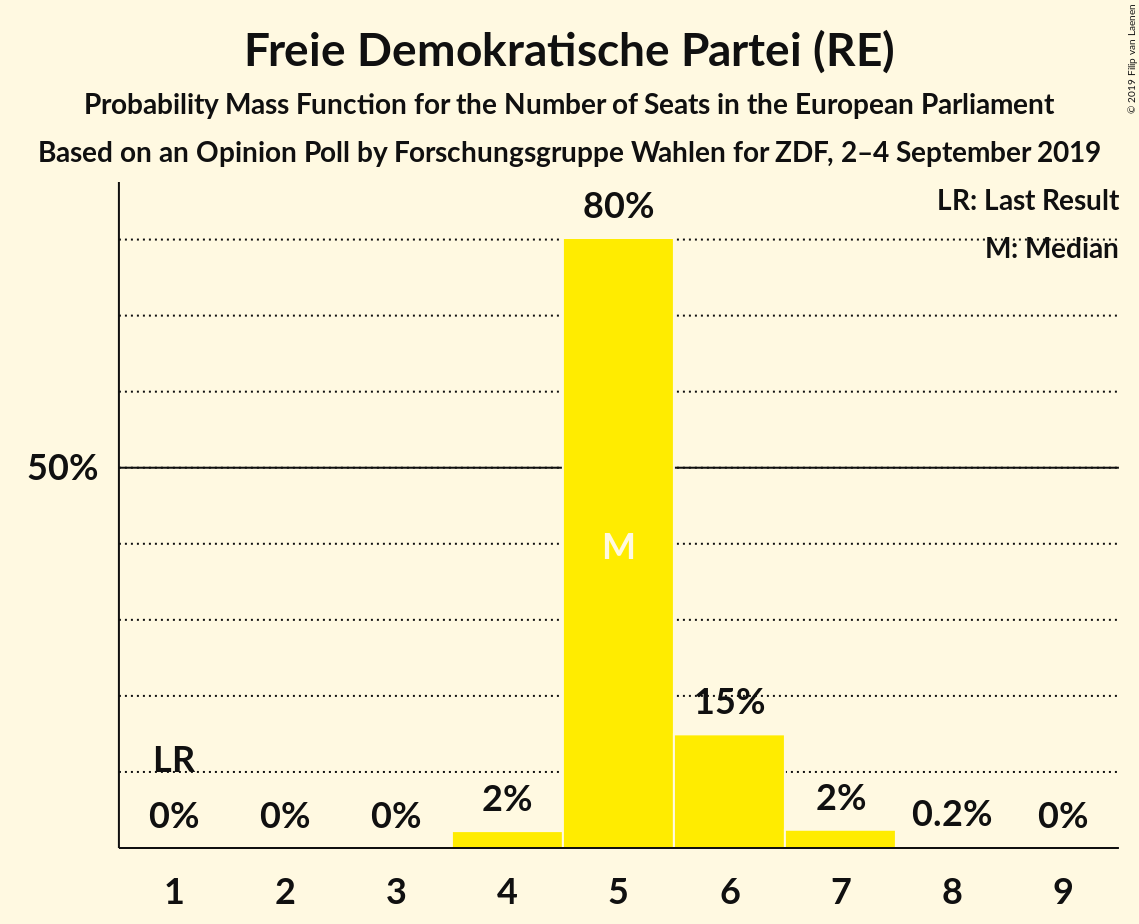 Freie Demokratische Partei (RE)
Probability Mass Function for the Number of Seats in the European Parliament
Based on an Opinion Poll by Forschungsgruppe Wahlen for ZDF, 2–4 September 2019
© 2019 Filip van Laenen
LR: Last Result
M: Median
80%
50%
M
15%
LR
0%
0%
0%
2%
2%
0.2%
0%
1 2 3 4 5 6 7 8 9